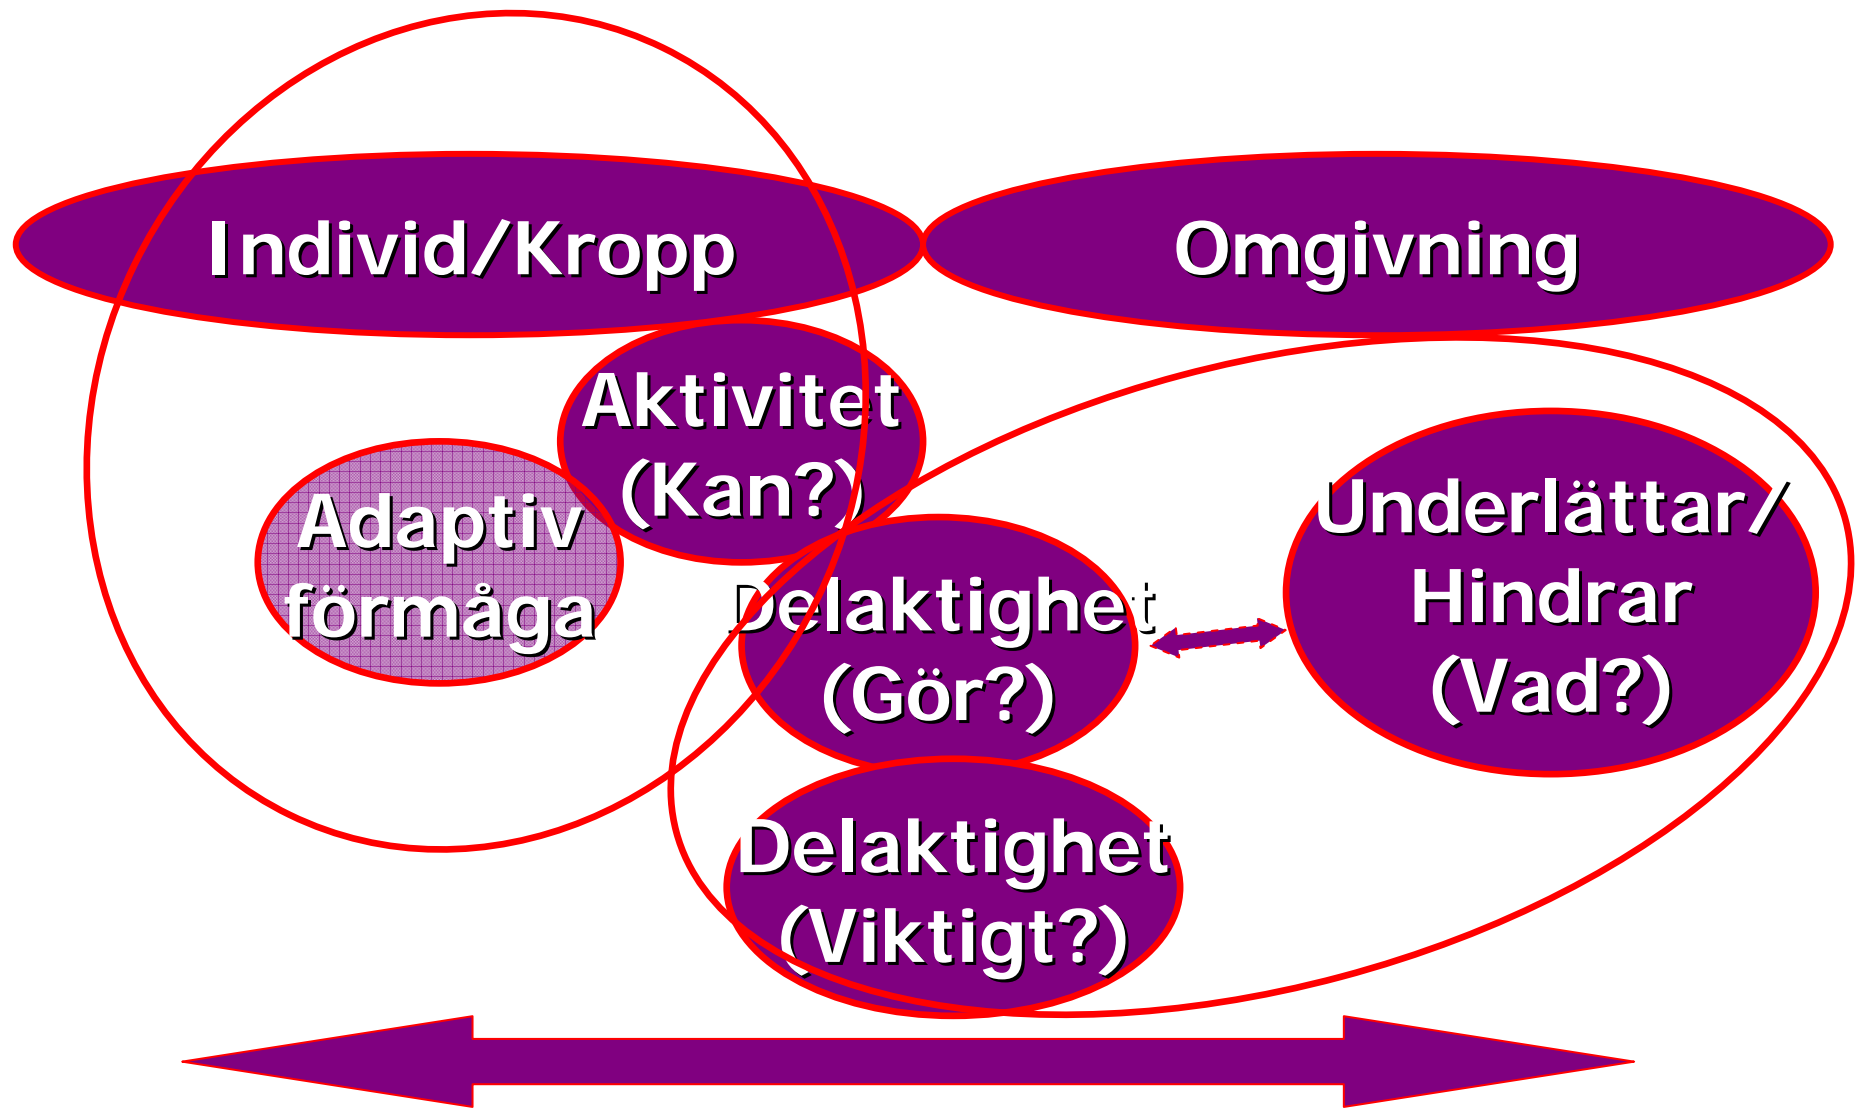 Individ/Kropp
Omgivning
Aktivitet
(Kan?)
Adaptiv
förmåga
Delaktighet
(Gör?)
Underlättar/
Hindrar
(Vad?)
Delaktighet
(Viktigt?)